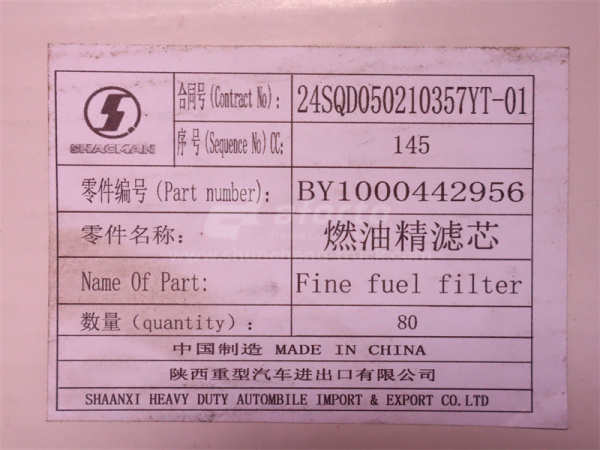 SHACMAN
合同号(Contract No): 24SQD050210357YT-01
序号(Sequence No)CC: 145
零件编号(Part number): BY1000442956
零件名称: 燃油精滤芯
Name Of Part: Fine fuel filter
数量(quantity): 80
中国制造 MADE IN CHINA
陕西重型汽车进出口有限公司
SHAANXI HEAVY DUTY AUTOMBILE IMPORT & EXPORT CO.LTD